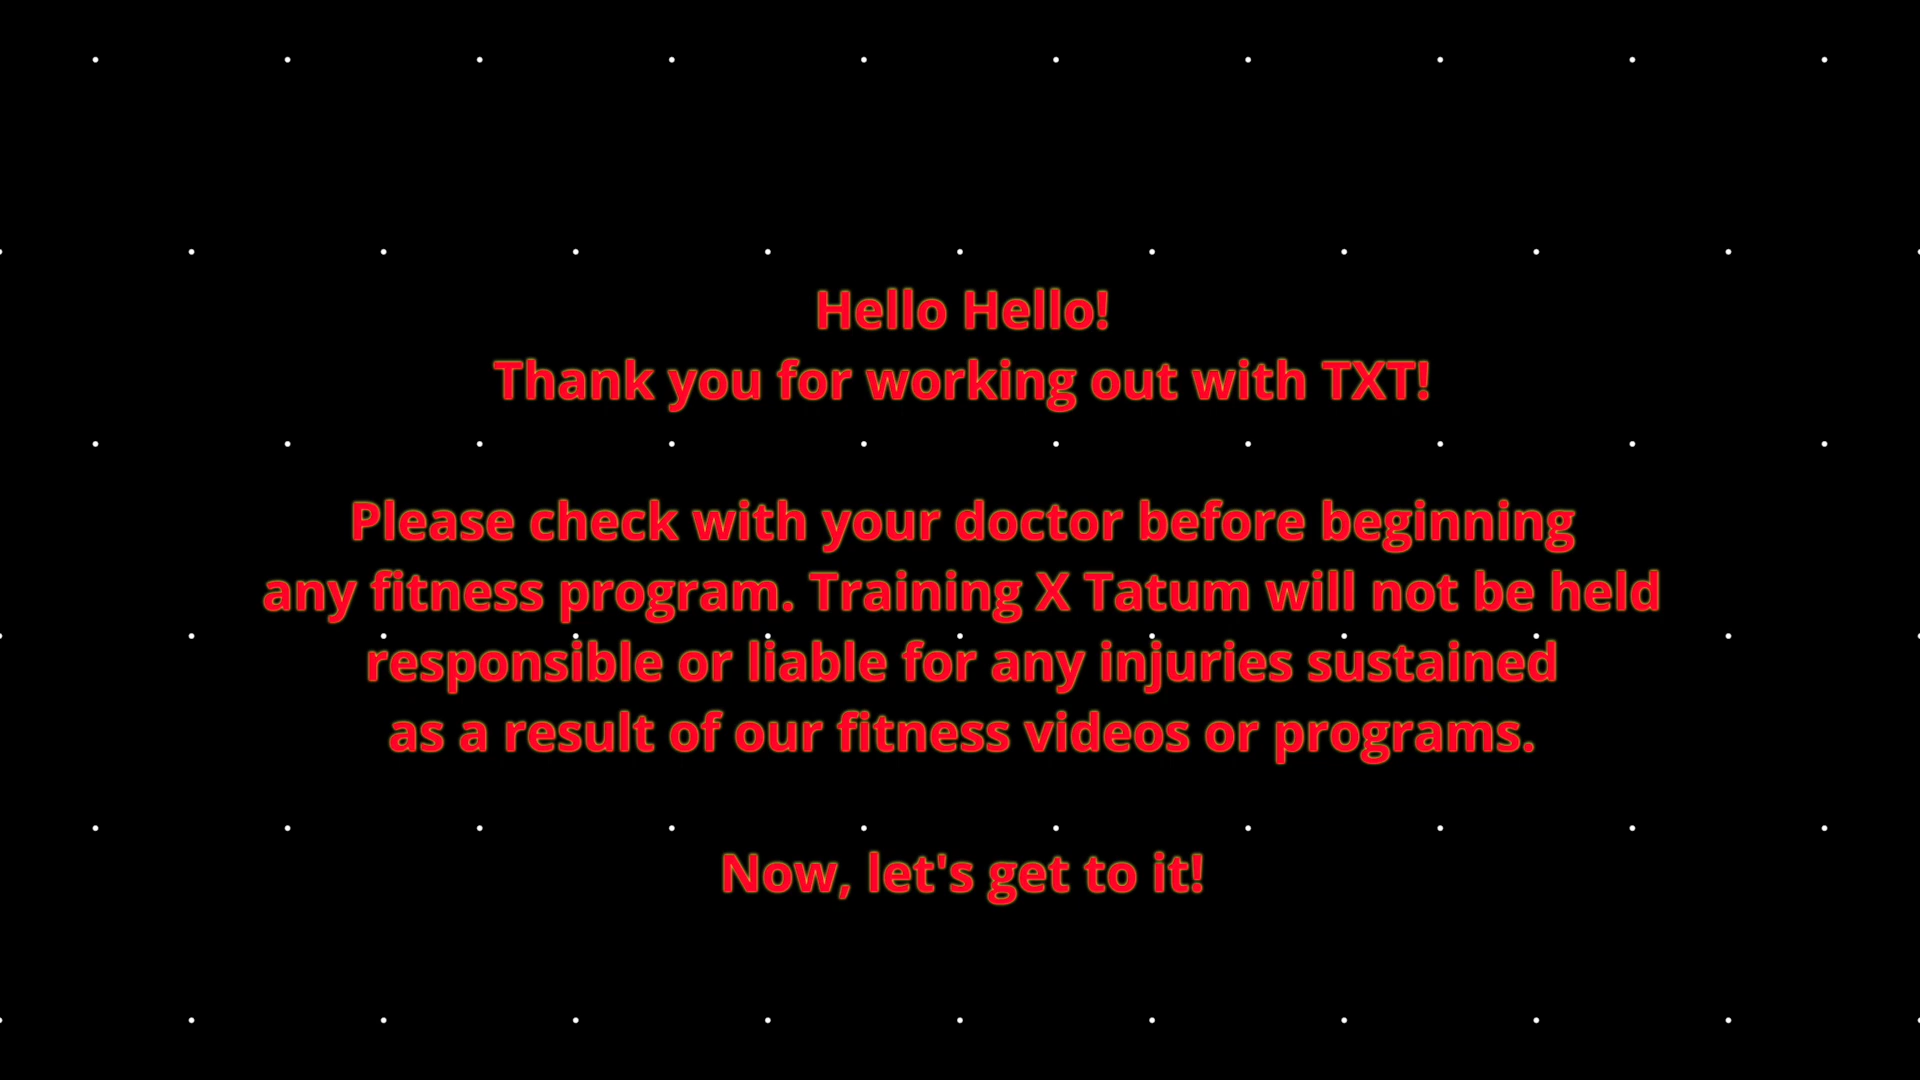 Hello Hello!
Thank you for working out with TXT!
Please check with your doctor before beginning
any fitness program. Training X Tatum will not be held
responsible or liable for any injuries sustained
as a result of our fitness videos or programs.
Now, let's get to it!